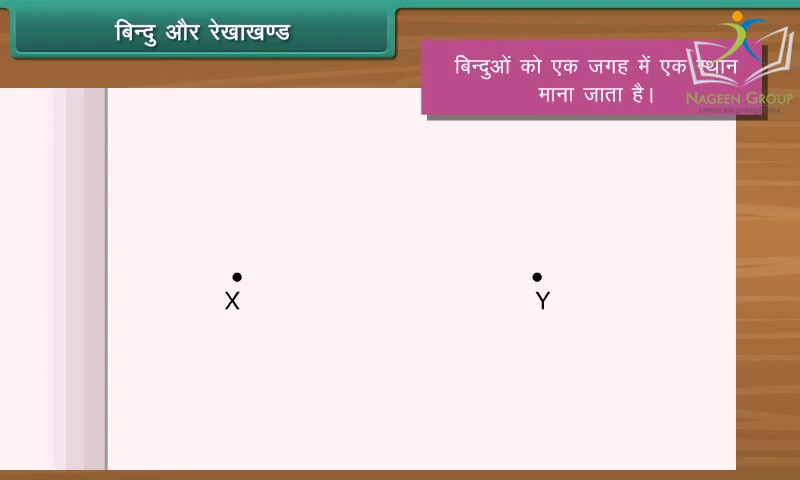 बिन्दु और रेखाखण्ड
बिन्दुओं को एक जगह में एक स्थान
माना जाता है।
NAGEEN GROUP
X
Y